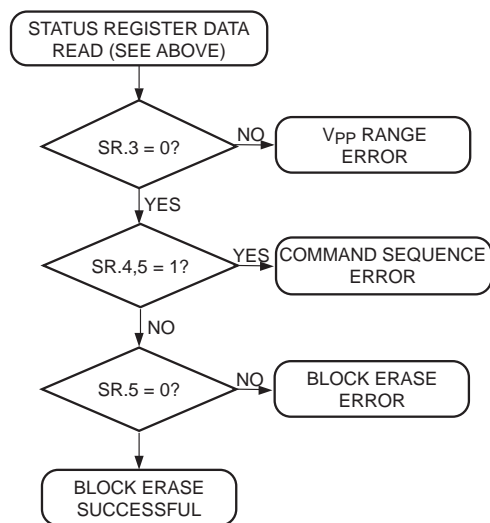 STATUS REGISTER DATA
READ (SEE ABOVE)
SR.3 = 0?
NO
VPP RANGE
ERROR
YES
SR.4,5 = 1?
YES
COMMAND SEQUENCE
ERROR
NO
SR.5 = 0?
NO
BLOCK ERASE
ERROR
BLOCK ERASE
SUCCESSFUL